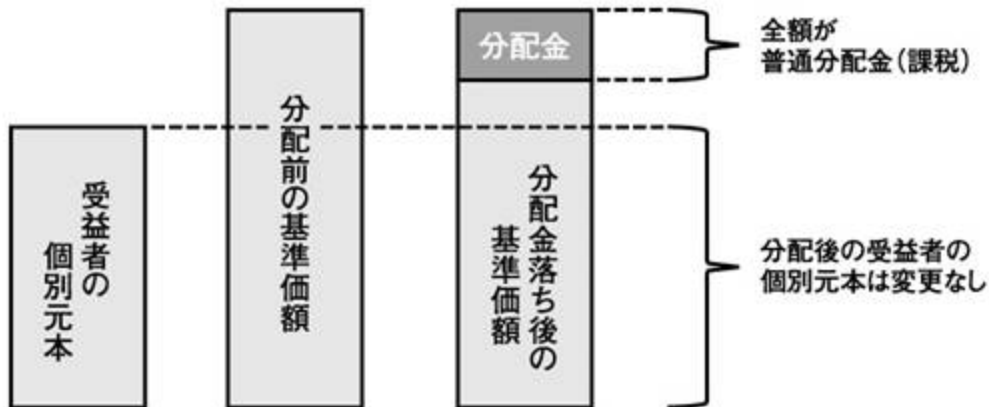 受益者の
個別元本
分配前の基準価額
分配金
分配金落ち後の
基準価額
全額が
普通分配金(課税)
分配後の受益者の
個別元本は変更なし